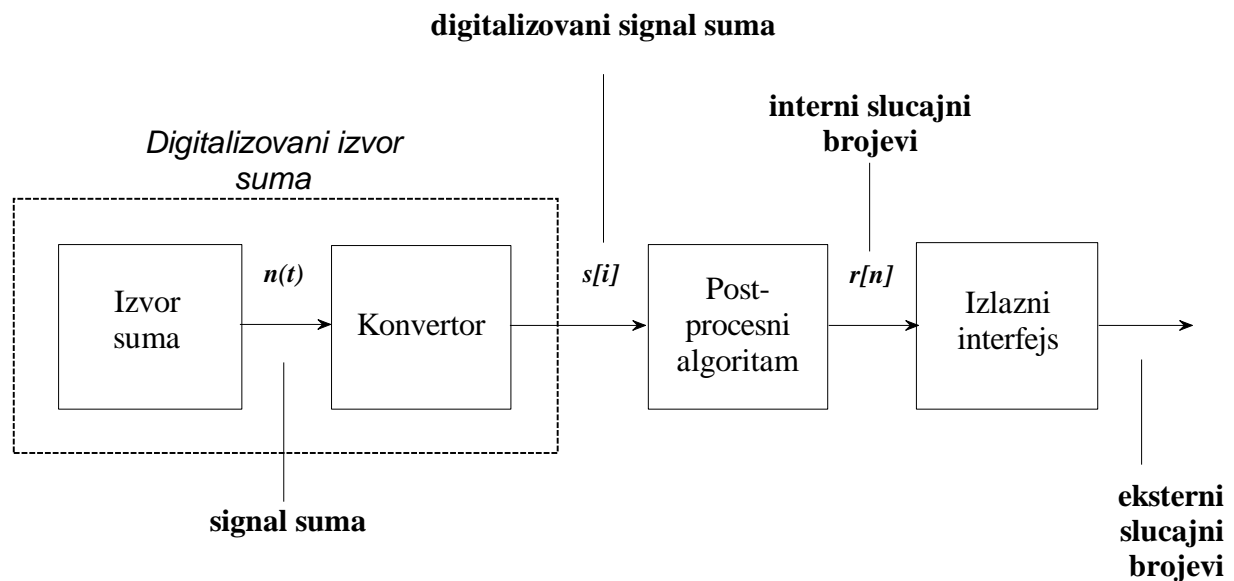 digitalizovani signal suma
interni slucajni
brojevi
Digitalizovani izvor
suma
Izvor
suma
n(t)
Konvertor
s[i]
Post-
procesni
algoritam
r[n]
Izlazni
interfejs
signal suma
eksterni
slucajni
brojevi